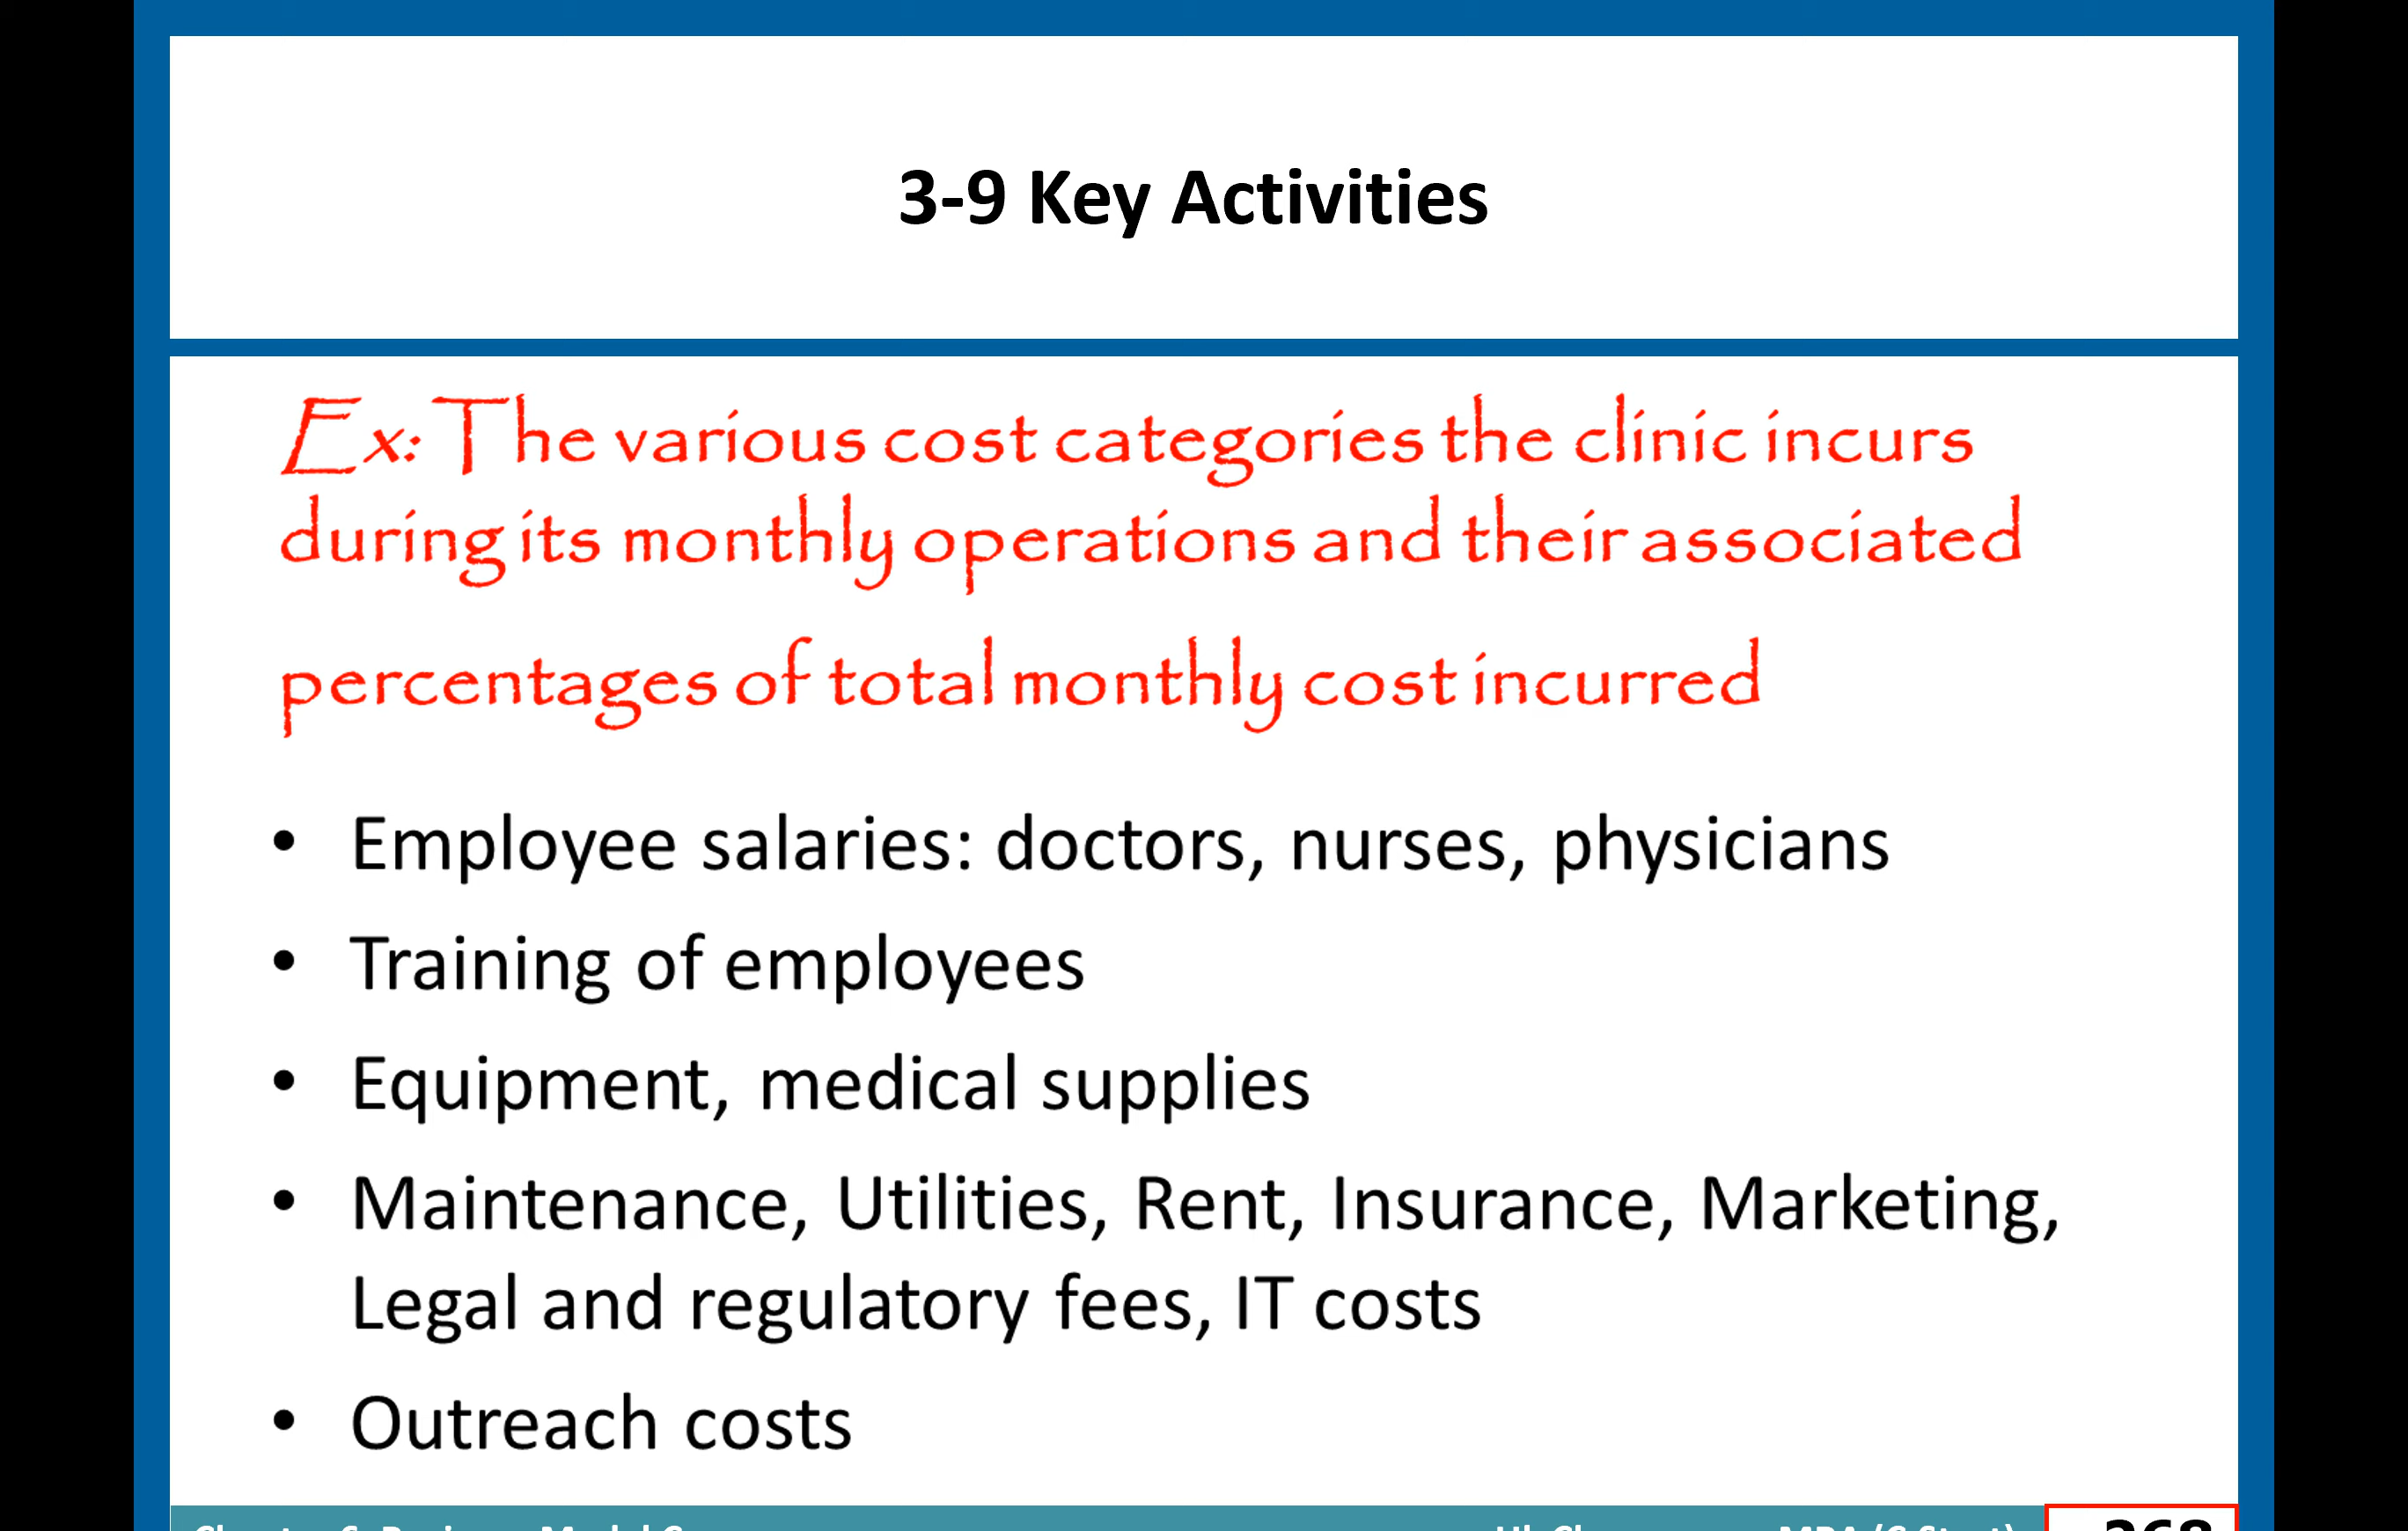 3-9 Key Activities
Ex: The various cost categories the clinic incurs
during its monthly operations and their associated
percentages of total monthly cost incurred
• Employee salaries: doctors, nurses, physicians
• Training of employees
• Equipment, medical supplies
• Maintenance, Utilities, Rent, Insurance, Marketing,
Legal and regulatory fees, IT costs
• Outreach costs